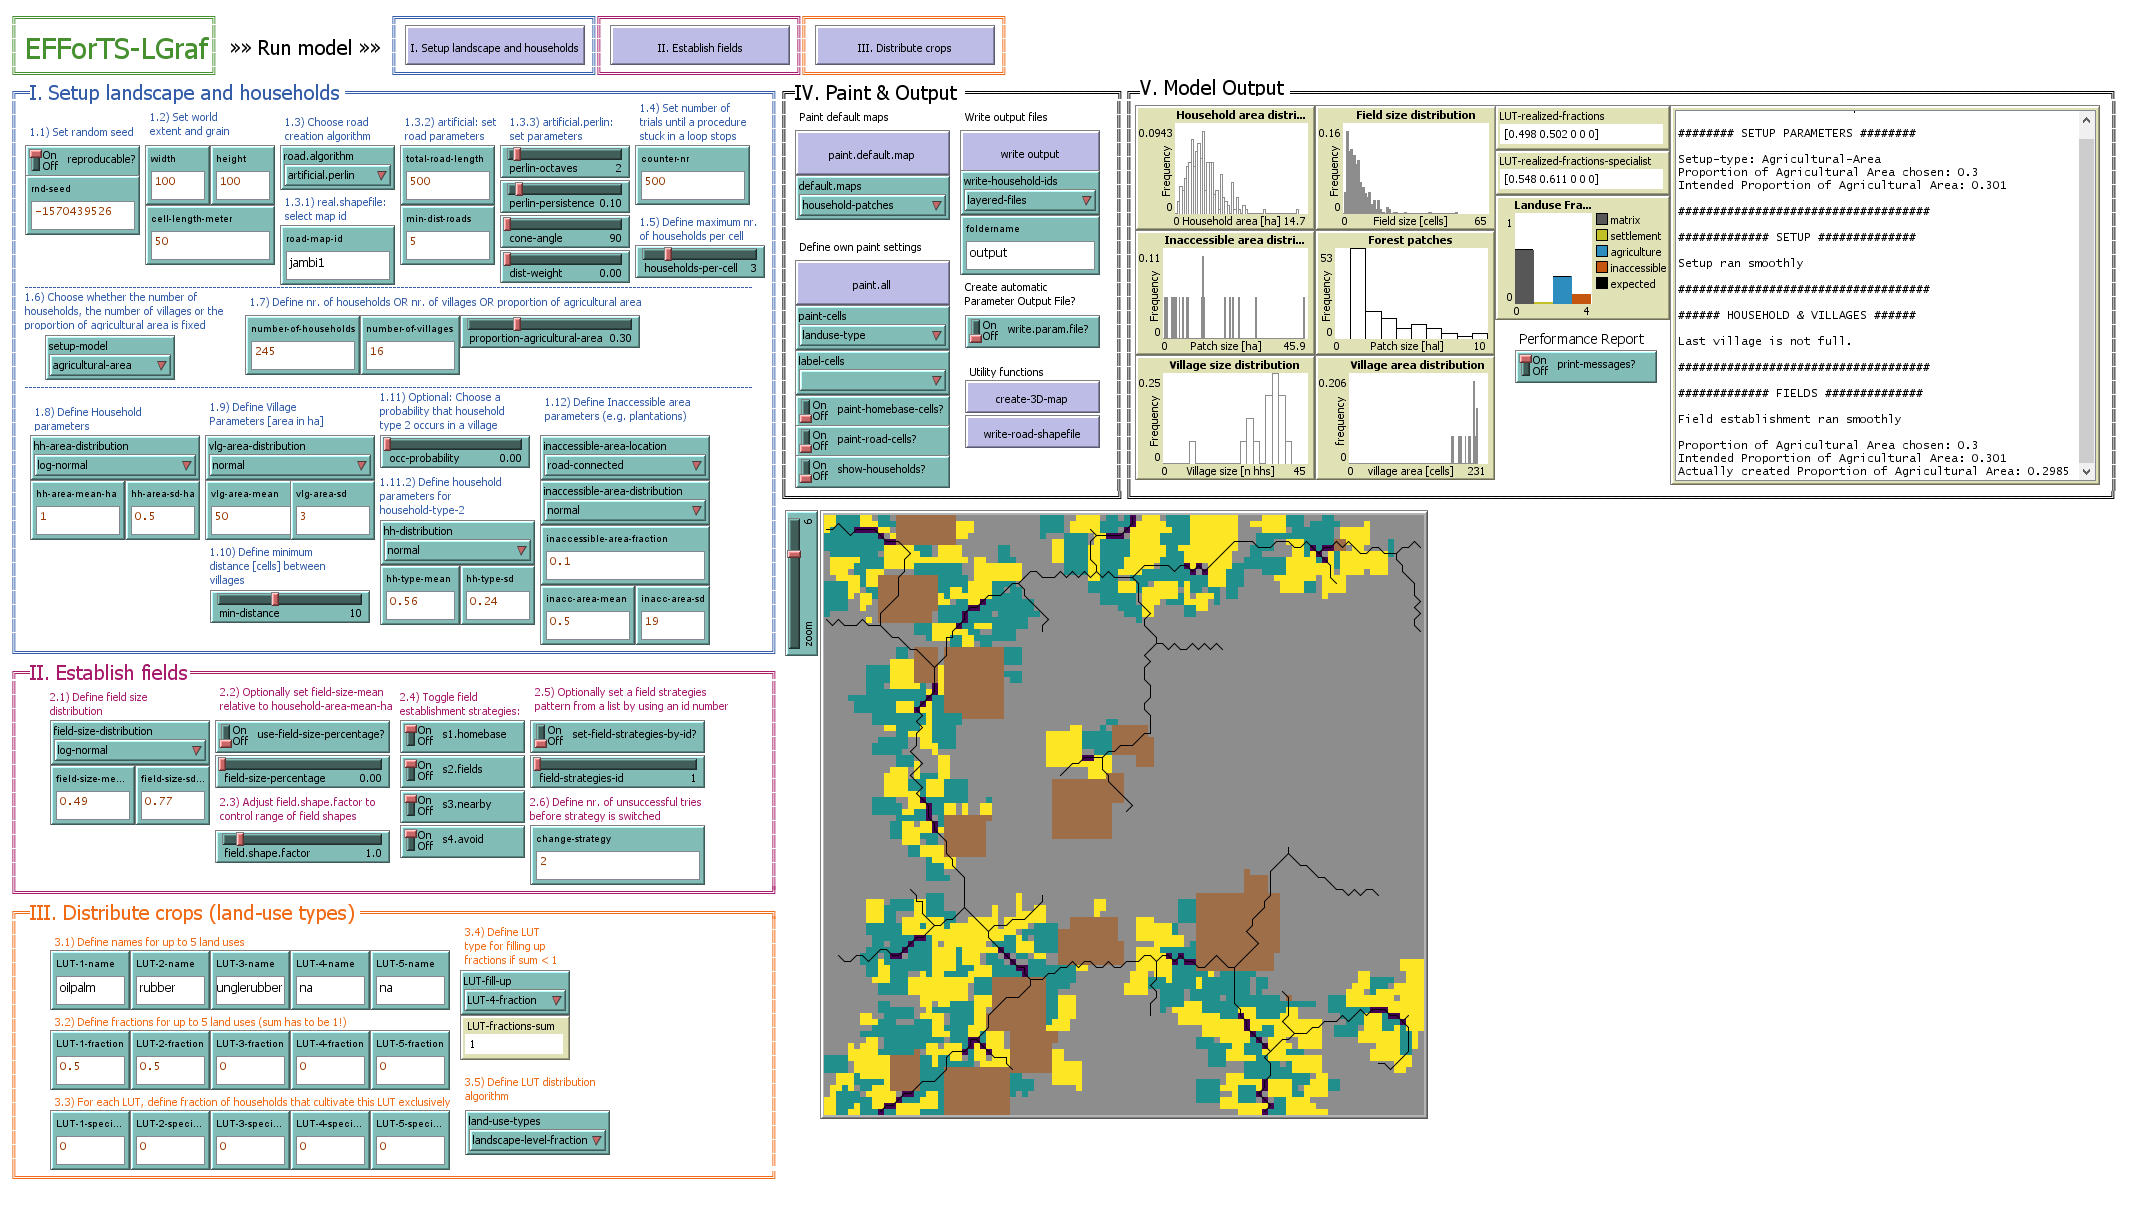 EFForTS-LGraf
»» Run model »»
I. Setup landscape and households
II. Establish fields
III. Distribute crops
I. Setup landscape and households
1.1) Set random seed
On
Off
reproducable?
rnd-seed
-1570439526
1.2) Set world
extent and grain
width
100
height
100
cell-length-meter
50
1.3) Choose road
creation algorithm
road.algorithm
artificial.perlin
1.3.1) real.shapefile:
select map id
road-map-id
jambi1
1.3.2) artificial: set
road parameters
total-road-length
500
min-dist-roads
5
1.3.3) artificial.perlin:
set parameters
perlin-octaves 2
perlin-persistence 0.10
cone-angle 90
dist-weight 0.00
1.4) Set number of
trials until a procedure
stuck in a loop stops
counter-nr
500
1.5) Define maximum nr.
of households per cell
households-per-cell 3
1.6) Choose whether the number of
households, the number of villages or the
proportion of agricultural area is fixed
setup-model
agricultural-area
1.7) Define nr. of households OR nr. of villages OR proportion of agricultural area
number-of-households
245
number-of-villages
16
proportion-agricultural-area 0.30
1.8) Define Household
parameters
hh-area-distribution
log-normal
hh-area-mean-ha
1
hh-area-sd-ha
0.5
1.9) Define Village
Parameters [area in ha]
vlg-area-distribution
normal
vlg-area-mean
50
vlg-area-sd
3
1.10) Define minimum
distance [cells] between
villages
min-distance 10
1.11) Optional: Choose a
probability that household
type 2 occurs in a village
occ-probability 0.00
1.11.2) Define household
parameters for
household-type-2
hh-distribution
normal
hh-type-mean
0.56
hh-type-sd
0.24
1.12) Define Inaccessible area
parameters (e.g. plantations)
inaccessible-area-location
road-connected
inaccessible-area-distribution
normal
inaccessible-area-fraction
0.1
inacc-area-mean
0.5
inacc-area-sd
19
II. Establish fields
2.1) Define field size
distribution
field-size-distribution
log-normal
field-size-me...
0.49
field-size-sd...
0.77
2.2) Optionally set field-size-mean
relative to household-area-mean-ha
On
Off
use-field-size-percentage?
field-size-percentage 0.00
2.3) Adjust field.shape.factor to
control range of field shapes
field.shape.factor 1.0
2.4) Toggle field
establishment strategies:
On
Off
s1.homebase
On
Off
s2.fields
On
Off
s3.nearby
On
Off
s4.avoid
2.5) Optionally set a field strategies
pattern from a list by using an id number
On
Off
set-field-strategies-by-id?
field-strategies-id 1
2.6) Define nr. of unsuccessful tries
before strategy is switched
change-strategy
2
III. Distribute crops (land-use types)
3.1) Define names for up to 5 land uses
LUT-1-name
oilpalm
LUT-2-name
rubber
LUT-3-name
unglerubber
LUT-4-name
na
LUT-5-name
na
3.2) Define fractions for up to 5 land uses (sum has to be 1!)
LUT-1-fraction
0.5
LUT-2-fraction
0.5
LUT-3-fraction
0
LUT-4-fraction
0
LUT-5-fraction
0
3.3) For each LUT, define fraction of households that cultivate this LUT exclusively
LUT-1-speci...
0
LUT-2-speci...
0
LUT-3-speci...
0
LUT-4-speci...
0
LUT-5-speci...
0
3.4) Define LUT
type for filling up
fractions if sum < 1
LUT-fill-up
LUT-4-fraction
LUT-fractions-sum
1
3.5) Define LUT distribution
algorithm
land-use-types
landscape-level-fraction
IV. Paint & Output
Paint default maps
paint.default.map
default.maps
household-patches
Define own paint settings
paint.all
paint-cells
landuse-type
label-cells
On
Off
paint-homebase-cells?
On
Off
paint-road-cells?
On
Off
show-households?
Write output files
write output
write-household-ids
layered-files
foldername
output
Create automatic
Parameter Output File?
On
Off
write.param.file?
Utility functions
create-3D-map
write-road-shapefile
V. Model Output
Household area distri...
0.0943
Frequency
0
0 Household area [ha] 14.7
Field size distribution
0.16
Frequency
0
0 Field size [cells] 65
Inaccessible area distri...
0.11
Frequency
0
0 Patch size [ha] 45.9
Forest patches
53
Frequency
0
0 Patch size [ha] 10
Village size distribution
0.25
Frequency
0
0 Village size [n hhs] 45
Village area distribution
0.206
Frequency
0
0 village area [cells] 231
LUT-realized-fractions
[0.498 0.502 0 0 0]
LUT-realized-fractions-specialist
[0.548 0.611 0 0 0]
Landuse Fra...
1
0
0 4
matrix
settlement
agriculture
inaccessible
expected
Performance Report
On
Off
print-messages?
######## SETUP PARAMETERS ########
Setup-type: Agricultural-Area
Proportion of Agricultural Area chosen: 0.3
Intended Proportion of Agricultural Area: 0.301
##################################
############# SETUP #############
Setup ran smoothly
##################################
###### HOUSEHOLD & VILLAGES ######
Last village is not full.
##################################
############# FIELDS #############
Field establishment ran smoothly
Proportion of Agricultural Area chosen: 0.3
Intended Proportion of Agricultural Area: 0.301
Actually created Proportion of Agricultural Area: 0.2985
6
zoom